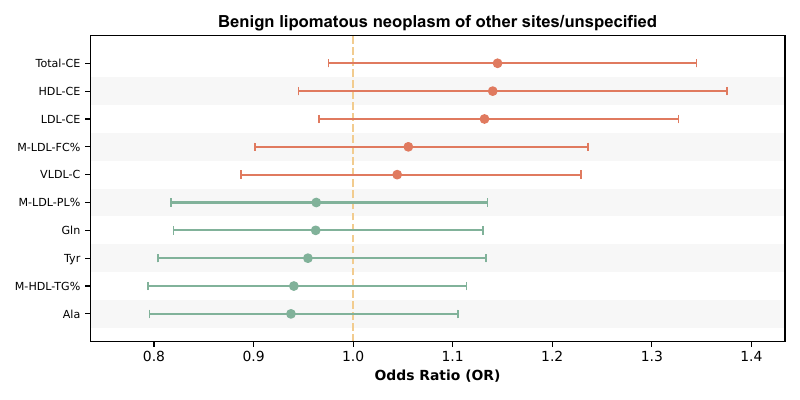 Benign lipomatous neoplasm of other sites/unspecified
Total-CE
HDL-CE
LDL-CE
M-LDL-FC%
VLDL-C
M-LDL-PL%
Gln
Tyr
M-HDL-TG%
Ala
0.8 0.9 1.0 1.1 1.2 1.3 1.4
Odds Ratio (OR)